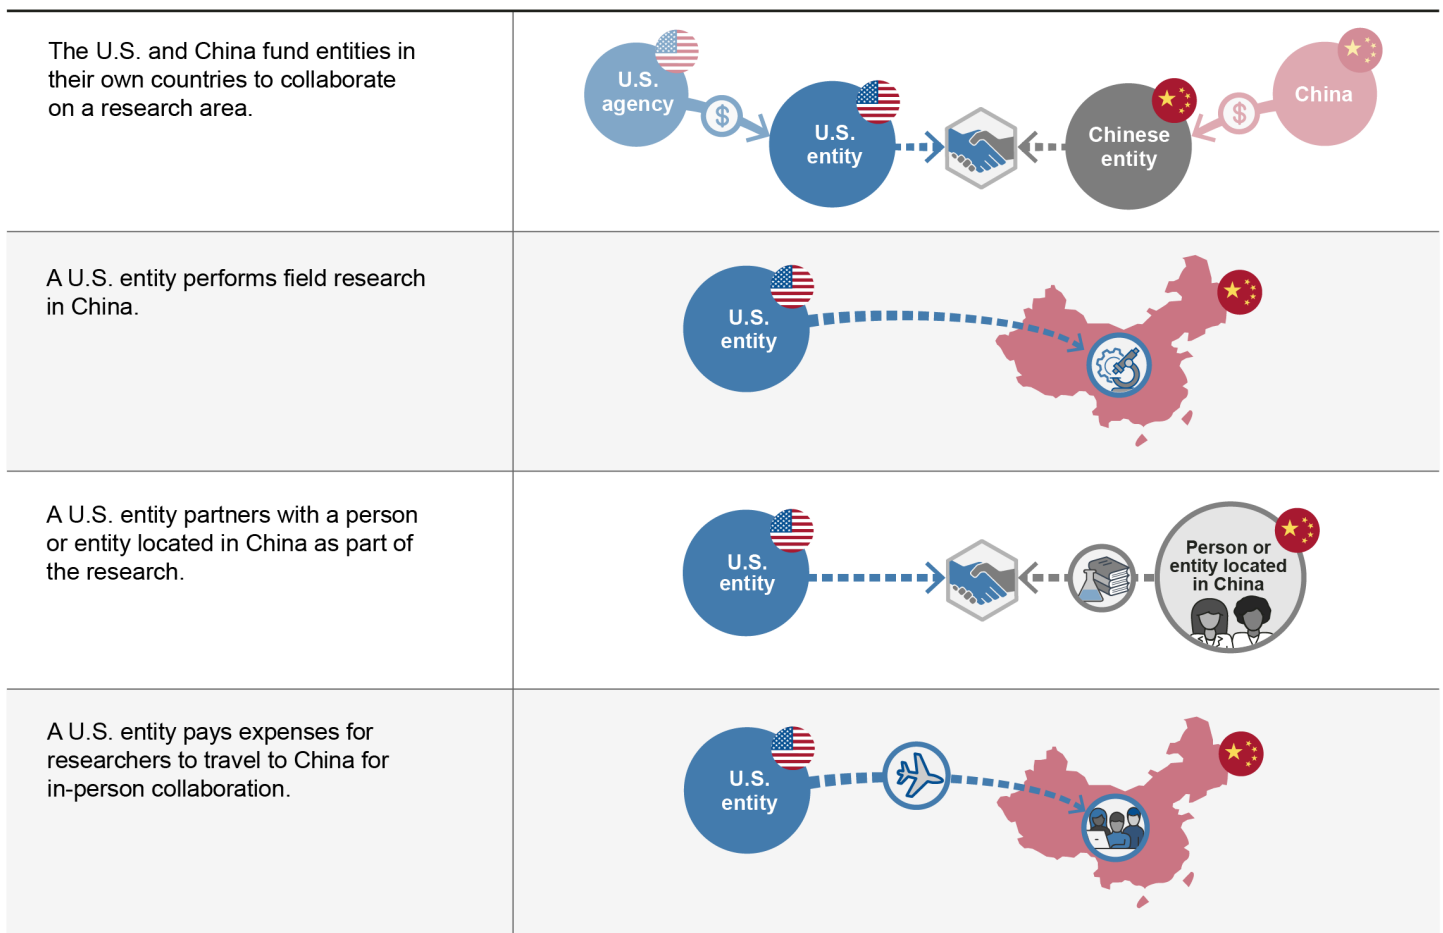 The U.S. and China fund entities in
their own countries to collaborate
on a research area.
U.S.
agency
$
U.S.
entity
Chinese
entity
$
China
A U.S. entity performs field research
in China.
U.S.
entity
A U.S. entity partners with a person
or entity located in China as part of
the research.
U.S.
entity
Person or
entity located
in China
A U.S. entity pays expenses for
researchers to travel to China for
in-person collaboration.
U.S.
entity